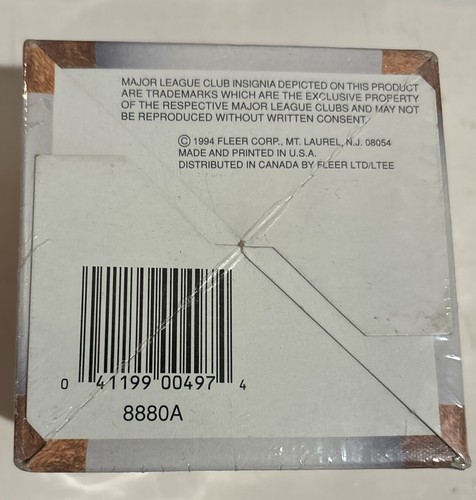 MAJOR LEAGUE CLUB INSIGNIA DEPICTED ON THIS PRODUCT
ARE TRADEMARKS WHICH ARE THE EXCLUSIVE PROPERTY
OF THE RESPECTIVE MAJOR LEAGUE CLUBS AND MAY NOT
BE REPRODUCED WITHOUT WRITTEN CONSENT.
© 1994 FLEER CORP., MT. LAUREL, N.J. 08054
MADE AND PRINTED IN U.S.A.
DISTRIBUTED IN CANADA BY FLEER LTD/LTEE
0 41199 00497 4
8880A